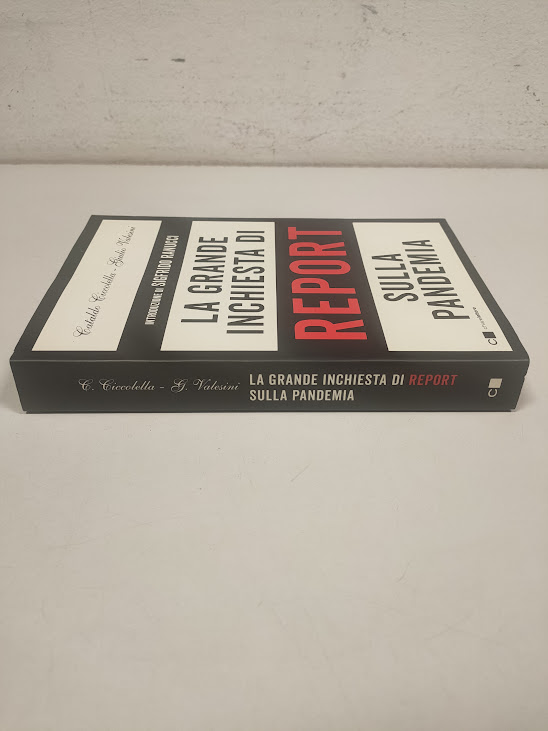 Cataldo Ciccolella - Giulio Valesini
INTRODUZIONE DI SIGFRIDO RANUCCI
LA GRANDE
INCHIESTA DI
REPORT
SULLA
PANDEMIA
C. Ciccolella - G. Valesini
LA GRANDE INCHIESTA DI REPORT
SULLA PANDEMIA